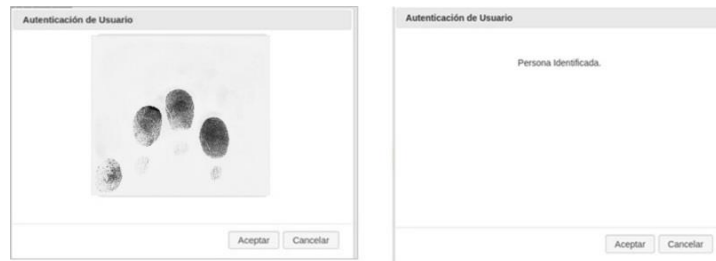 Autenticación de Usuario
Aceptar Cancelar
Autenticación de Usuario
Persona Identificada.
Aceptar Cancelar